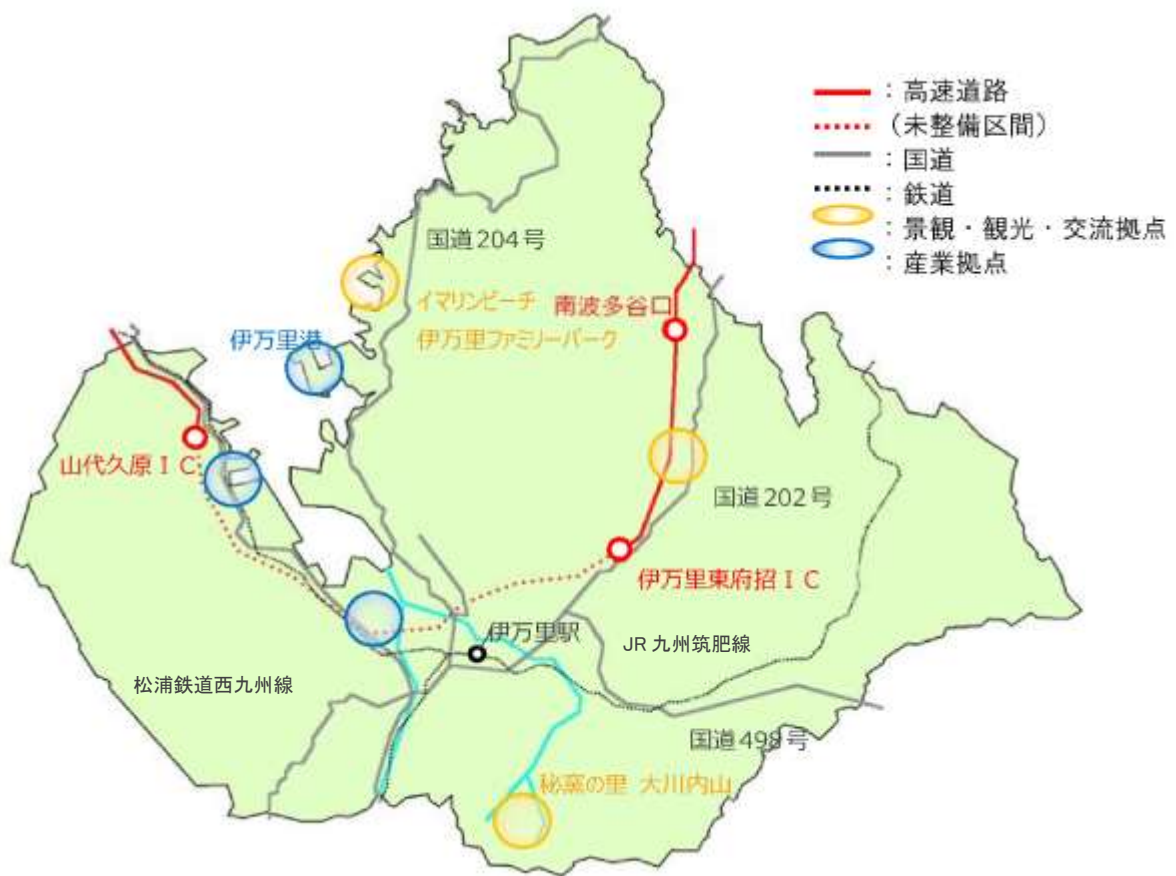 ：高速道路
（未整備区間）
：国道
：鉄道
：景観・観光・交流拠点
：産業拠点
国道204号
イマリンビーチ
伊万里ファミリーパーク
南波多谷口
伊万里港
山代久原ＩＣ
国道202号
伊万里東府招ＩＣ
伊万里駅
JR九州筑肥線
松浦鉄道西九州線
国道498号
秘窯の里 大川内山